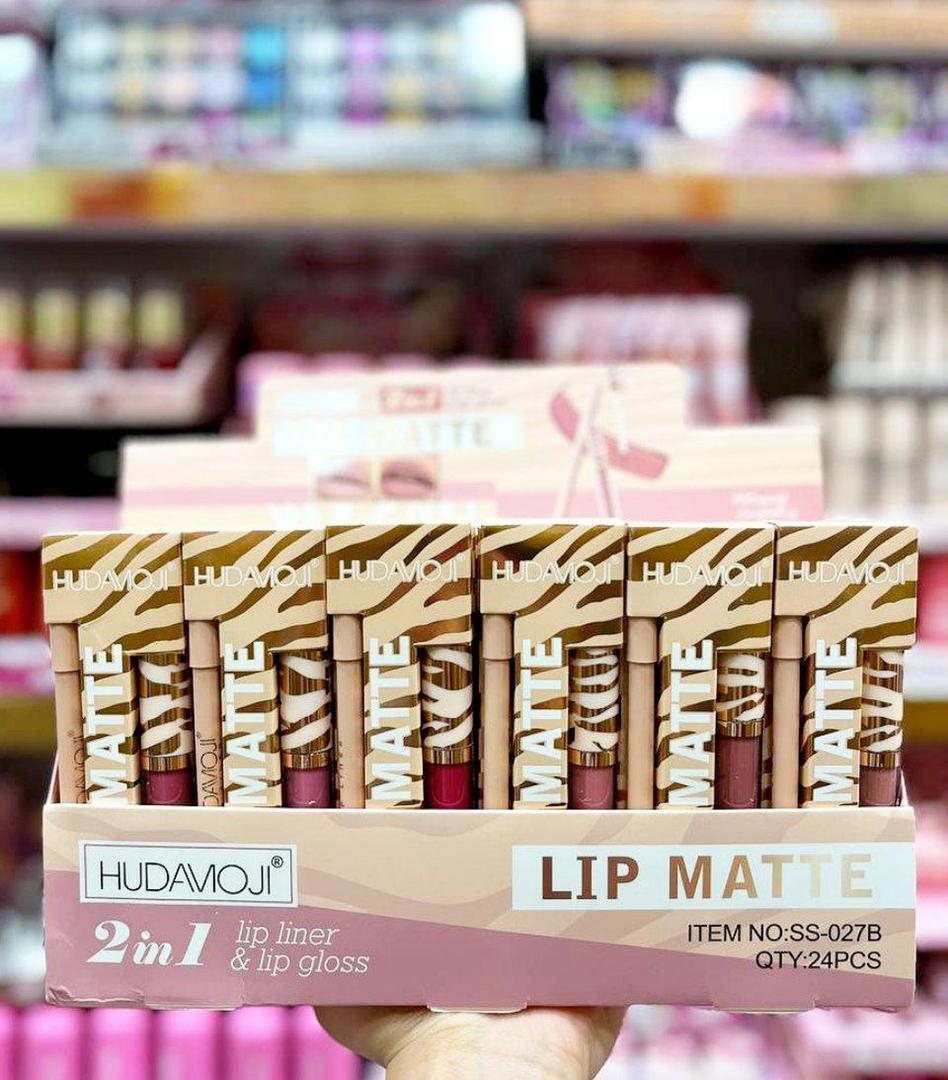 2in1
MATTE
HUDAMOJI HUDAMOJI HUDAMOJI HUDAMOJI HUDAMOJI HUDAMOJI
MATTE MATTE MATTE MATTE MATTE MATTE
HUDAMOJI®
LIP MATTE
2in1 lip liner
& lip gloss
ITEM NO:SS-027B
QTY:24PCS